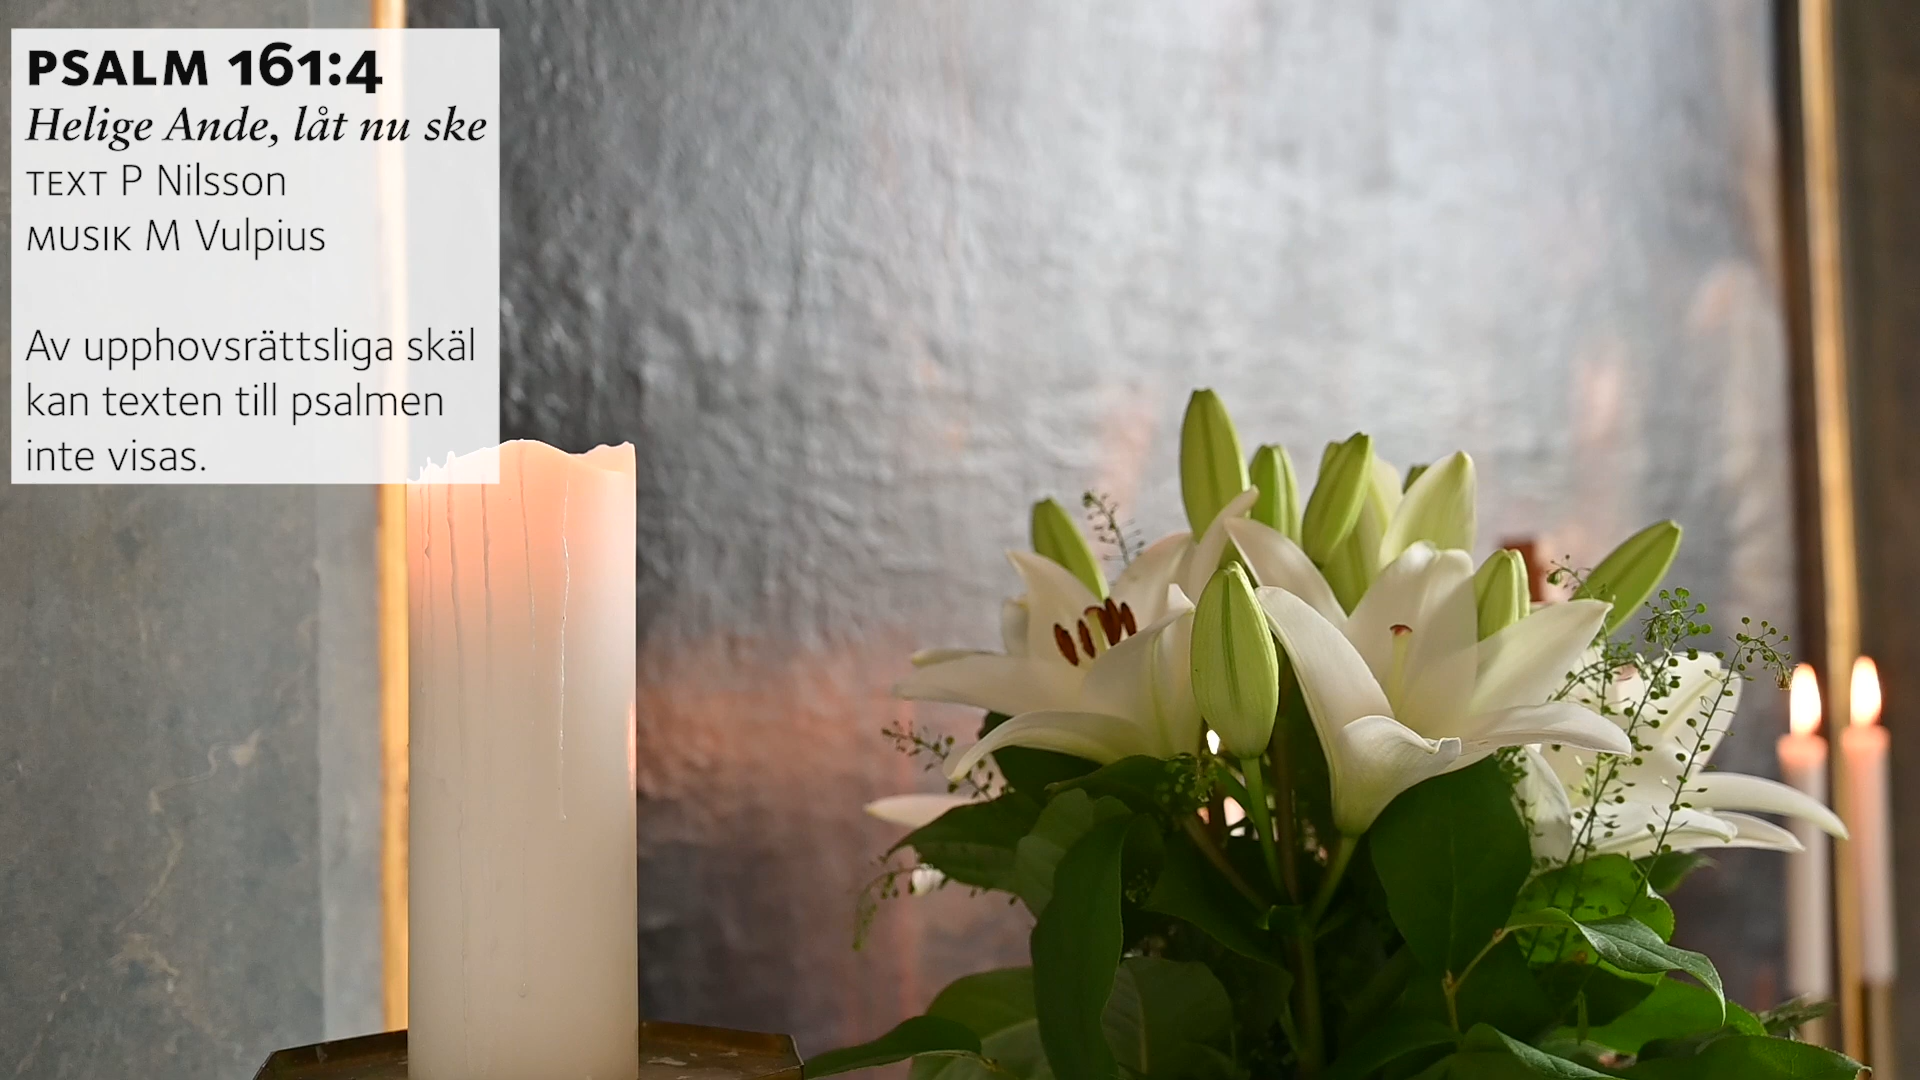 PSALM 161:4
Helige Ande, låt nu ske
TEXT P Nilsson
MUSIK M Vulpius
Av upphovsrättsliga skäl
kan texten till psalmen
inte visas.